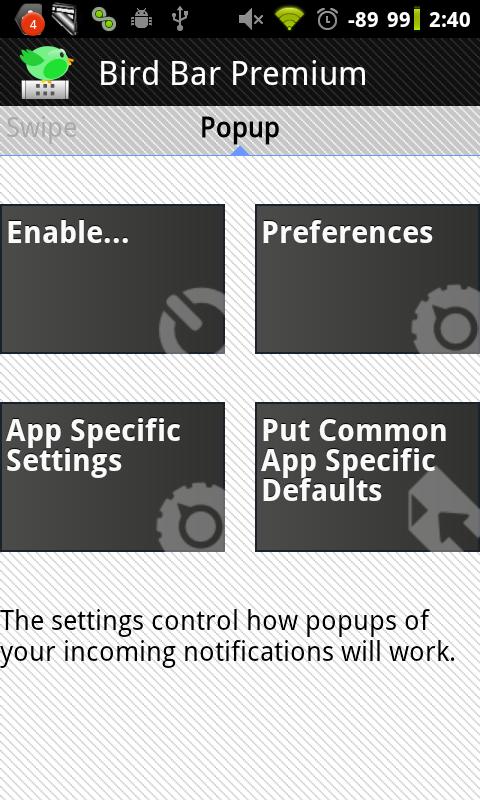 4 -89 99 2:40
Bird Bar Premium
Swipe Popup
Enable...
Preferences
App Specific
Settings
Put Common
App Specific
Defaults
The settings control how popups of
your incoming notifications will work.